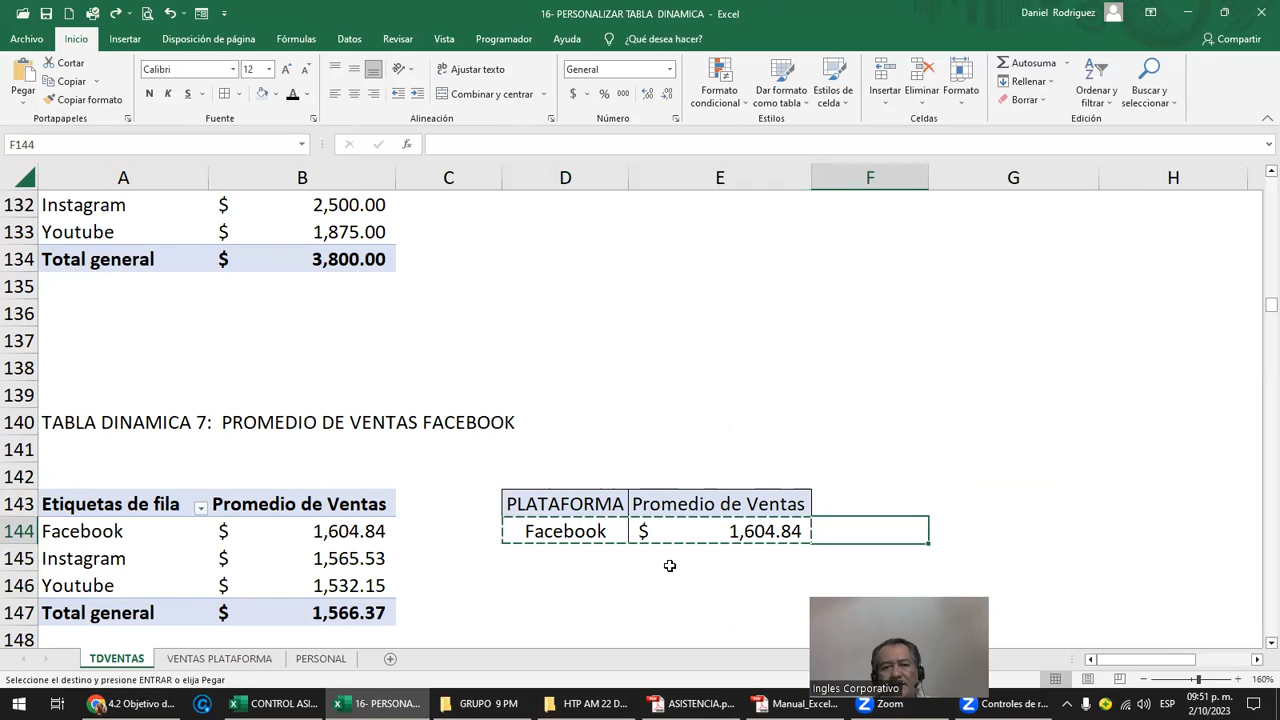 16- PERSONALIZAR TABLA DINAMICA - Excel
Daniel Rodriguez
Archivo Inicio Insertar Disposición de página Fórmulas Datos Revisar Vista Programador Ayuda ¿Qué desea hacer? Compartir
Pegar
Cortar
Copiar
Copiar formato
Portapapeles
Calibri 12
N K S
Fuente
Ajustar texto
Combinar y centrar
Alineación
General
$ % 000
Número
Formato condicional
Dar formato como tabla
Estilos de celda
Estilos
Insertar Eliminar Formato
Celdas
Autosuma
Rellenar
Borrar
Ordenar y filtrar
Buscar y seleccionar
Edición
F144
A B C D E F G H
132 Instagram $ 2,500.00
133 Youtube $ 1,875.00
134 Total general $ 3,800.00
135
136
137
138
139
140 TABLA DINAMICA 7: PROMEDIO DE VENTAS FACEBOOK
141
142
143 Etiquetas de fila Promedio de Ventas PLATAFORMA Promedio de Ventas
144 Facebook $ 1,604.84 Facebook $ 1,604.84
145 Instagram $ 1,565.53
146 Youtube $ 1,532.15
147 Total general $ 1,566.37
148
TDVENTAS VENTAS PLATAFORMA PERSONAL
Ingles Corporativo
Seleccione el destino y presione ENTRAR o elija Pegar
160%
4.2 Objetivo d...
CONTROL ASIS...
16- PERSONA...
GRUPO 9 PM
HTP AM 22 D...
ASISTENCIA.p...
Manual_Exce...
Zoom
Controles de r...
ESP
09:51 p. m.
2/10/2023